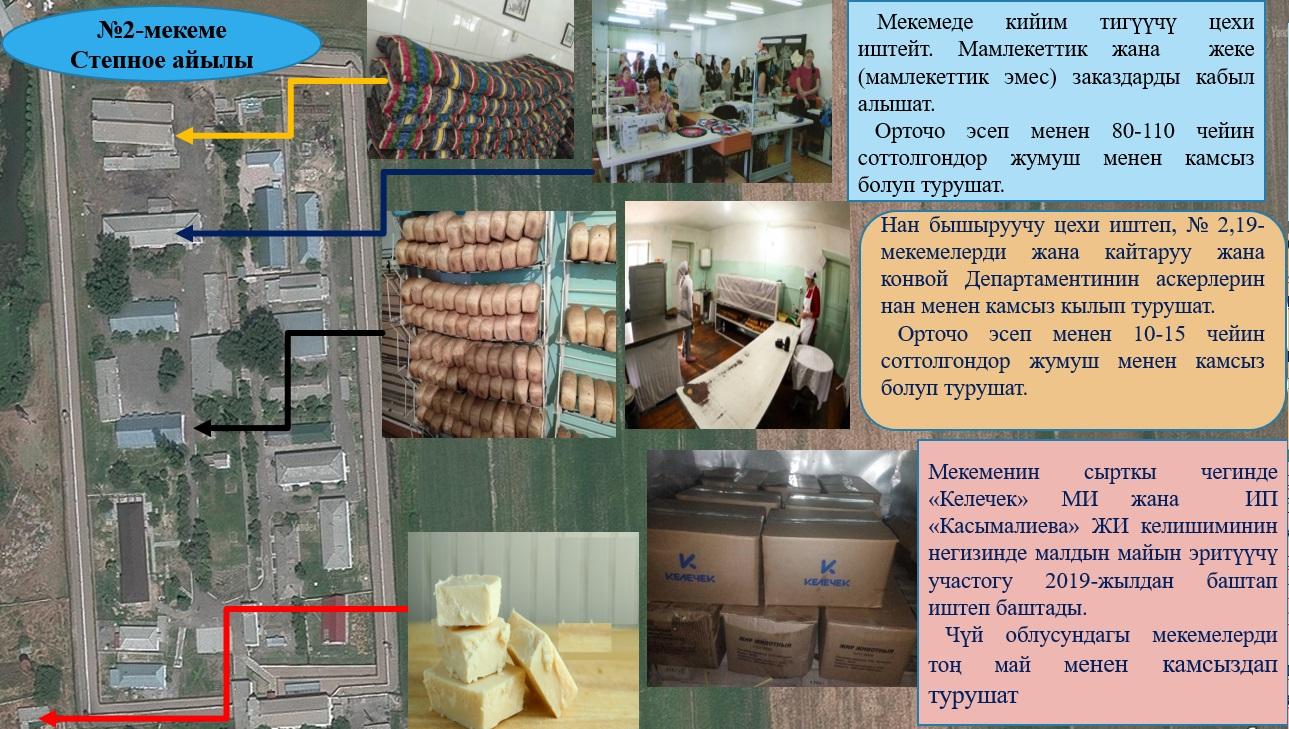 №2-мекеме
Степное айылы
Мекемеде кийим тигүүчү цехи
иштейт. Мамлекеттик жана жеке
(мамлекеттик эмес) заказдарды кабыл
алышат.
Орточо эсеп менен 80-110 чейин
соттолгондор жумуш менен камсыз
болуп турушат.
Нан бышыруучу цехи иштеп, № 2,19-
мекемелерди жана кайтаруу жана
конвой Департаментинин аскерлерин
нан менен камсыз кылып турушат.
Орточо эсеп менен 10-15 чейин
соттолгондор жумуш менен камсыз
болуп турушат.
Мекеменин сырткы чегинде
«Келечек» МИ жана ИП
«Касымалиева» ЖИ келишиминин
негизинде малдын майын эритүүчү
участогу 2019-жылдан баштап
иштеп баштады.
Чүй облусундагы мекемелерди
тоң май менен камсыздап
турушат
КЕЛЕЧЕК
КЕЛЕЧЕК
ЖИР ЖИВОТНЫЙ
ЖИР ЖИВОТНЫЙ